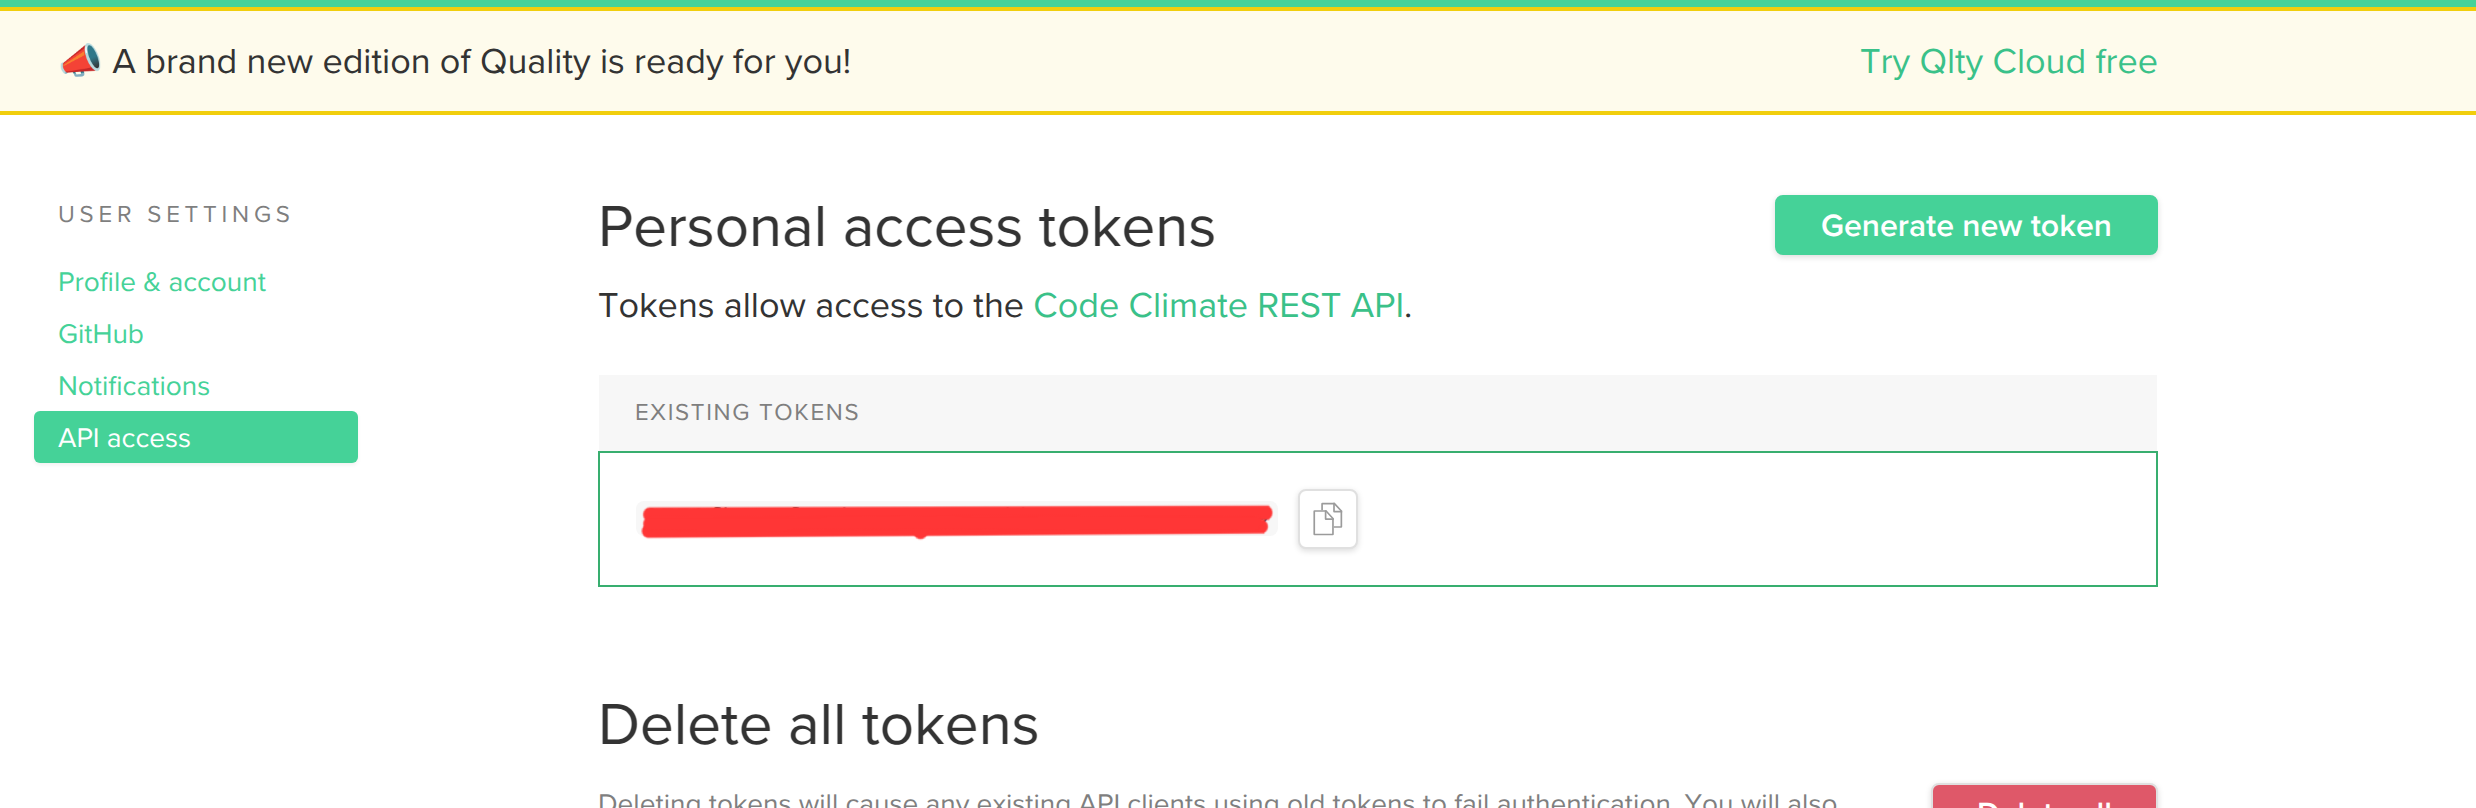 A brand new edition of Quality is ready for you!
Try Qlty Cloud free
USER SETTINGS
Profile & account
GitHub
Notifications
API access
Personal access tokens
Generate new token
Tokens allow access to the Code Climate REST API.
EXISTING TOKENS
Delete all tokens
Deleting tokens will cause any existing API clients using old tokens to fail authentication. You will also
Delete all